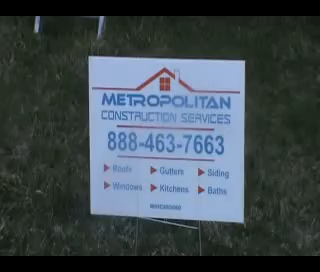 METROPOLITAN
CONSTRUCTION SERVICES
888-463-7663
Roofs Gutters Siding
Windows Kitchens Baths